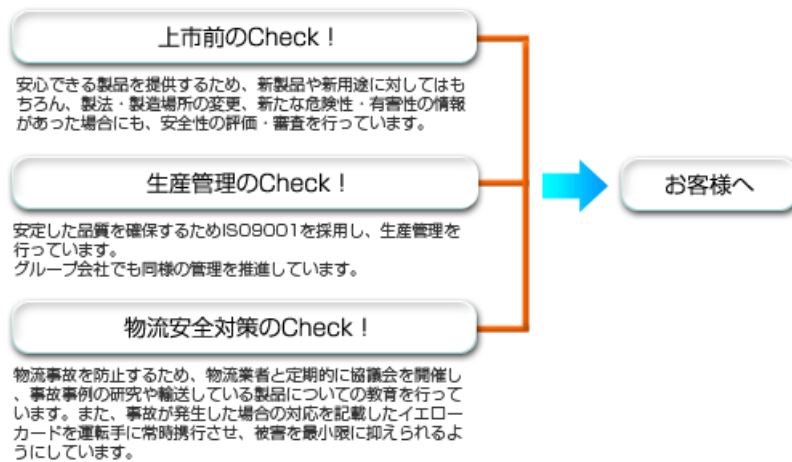 上市前のCheck！
安心できる製品を提供するため、新製品や新用途に対してはも
ちろん、製法・製造場所の変更、新たな危険性・有害性の情報
があった場合にも、安全性の評価・審査を行っています。
生産管理のCheck！
安定した品質を確保するためISO9001を採用し、生産管理を
行っています。
グループ会社でも同様の管理を推進しています。
物流安全対策のCheck！
物流事故を防止するため、物流業者と定期的に協議会を開催し
、事故事例の研究や輸送している製品についての教育を行って
います。また、事故が発生した場合の対応を記載したイエロー
カードを運転手に常時携行させ、被害を最小限に抑えられるよ
うにしています。
お客様へ